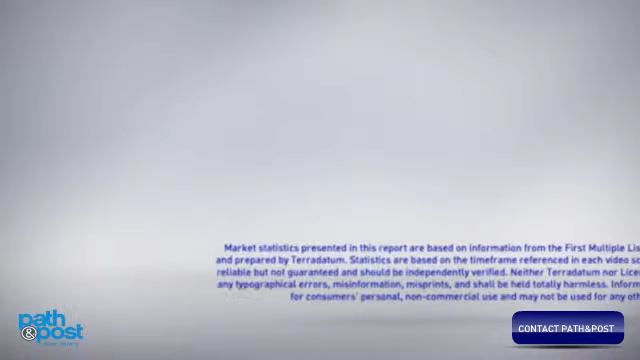 Market statistics presented in this report are based on information from the First Multiple Lis
and prepared by Terradatum. Statistics are based on the timeframe referenced in each video sc
reliable but not guaranteed and should be independently verified. Neither Terradatum nor Lice
any typographical errors, misinformation, misprints, and shall be held totally harmless. Inform
for consumers' personal, non-commercial use and may not be used for any oth
path
&post
CONTACT PATH&POST